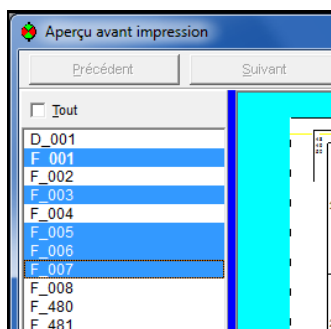 Aperçu avant impression
Précédent
Suivant
Tout
D_001
F_001
F_002
F_003
F_004
F_005
F_006
F_007
F_008
F_480
F_481